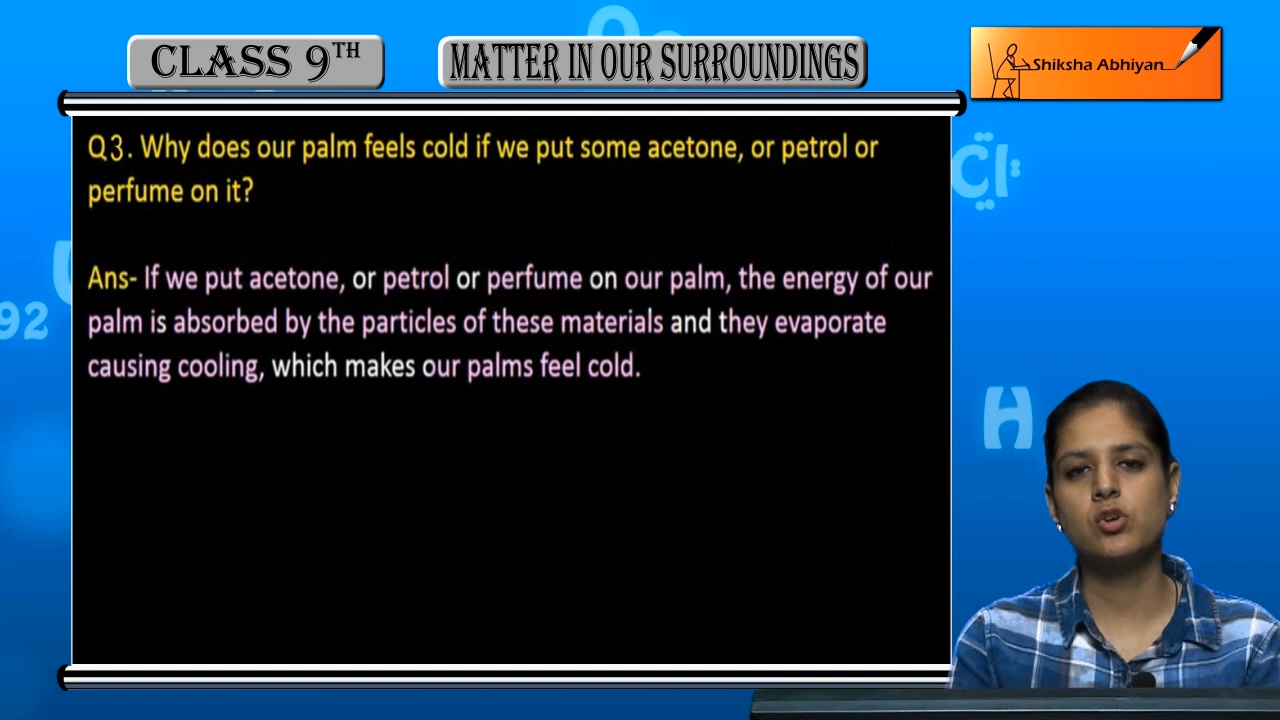 CLASS 9TH
MATTER IN OUR SURROUNDINGS
Shiksha Abhiyan
Q3. Why does our palm feels cold if we put some acetone, or petrol or
perfume on it?
Ans- If we put acetone, or petrol or perfume on our palm, the energy of our
palm is absorbed by the particles of these materials and they evaporate
causing cooling, which makes our palms feel cold.
92
Cl
H